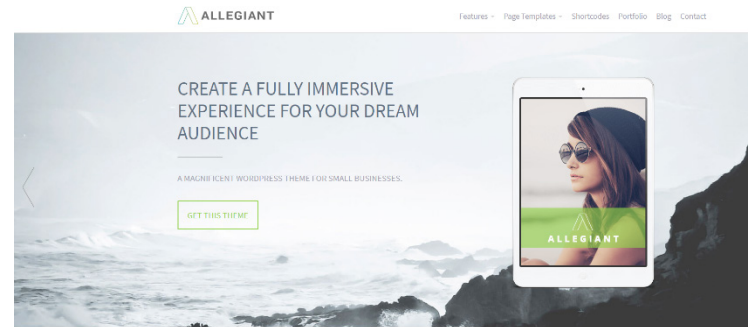 ALLEGIANT
Features Page Templates Shortcodes Portfolio Blog Contact
CREATE A FULLY IMMERSIVE
EXPERIENCE FOR YOUR DREAM
AUDIENCE
A MAGNIFICENT WORDPRESS THEME FOR SMALL BUSINESSES.
GET THIS THEME
ALLEGIANT